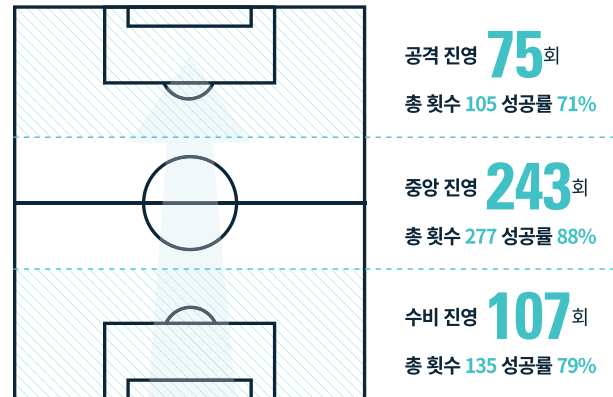 공격 진영 75회
총 횟수 105 성공률 71%
중앙 진영 243회
총 횟수 277 성공률 88%
수비 진영 107회
총 횟수 135 성공률 79%